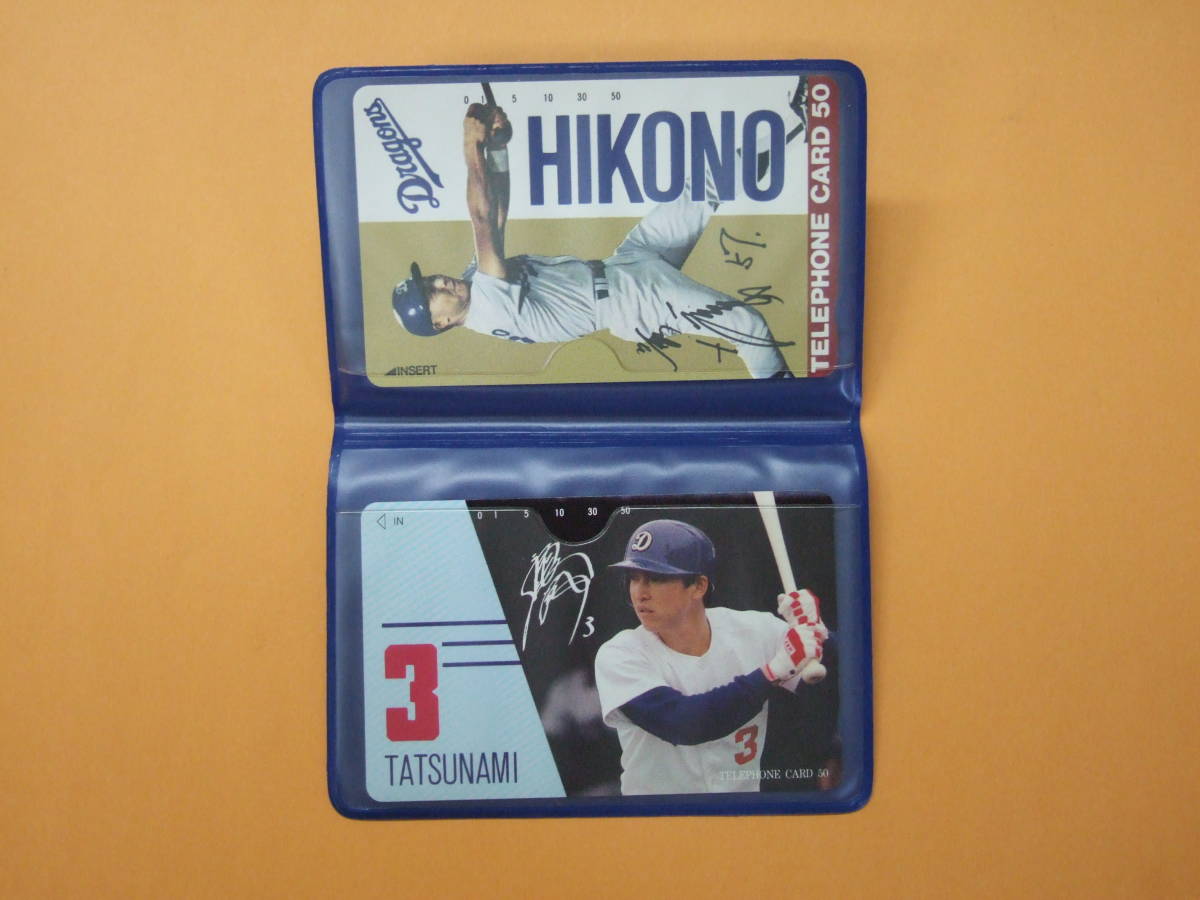 0 1 5 10 30 50
Dragons
HIKONO
TELEPHONE CARD 50
INSERT
IN
0 1 5 10 30 50
D
3
3
TATSUNAMI
3
TELEPHONE CARD 50